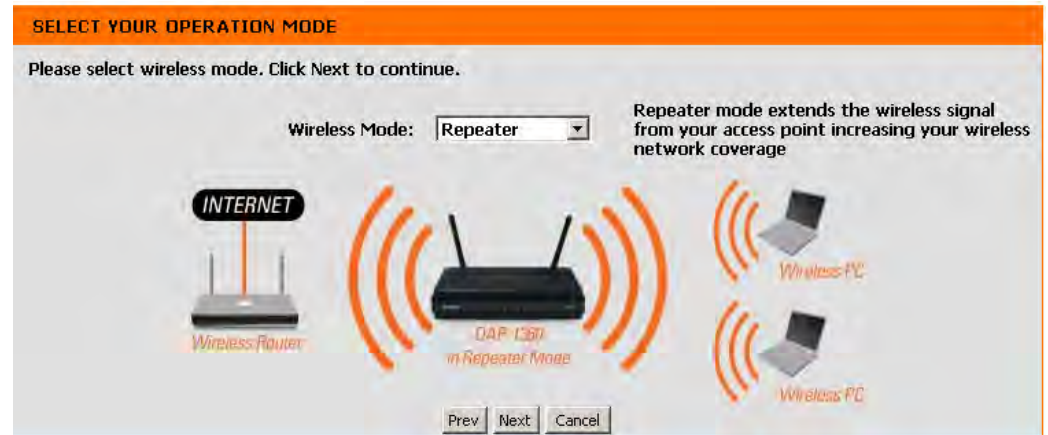 SELECT YOUR OPERATION MODE
Please select wireless mode. Click Next to continue.
Wireless Mode: Repeater
Repeater mode extends the wireless signal
from your access point increasing your wireless
network coverage
INTERNET
Wireless Router
DAP-1360
in Repeater Mode
Wireless PC
Wireless PC
Prev Next Cancel